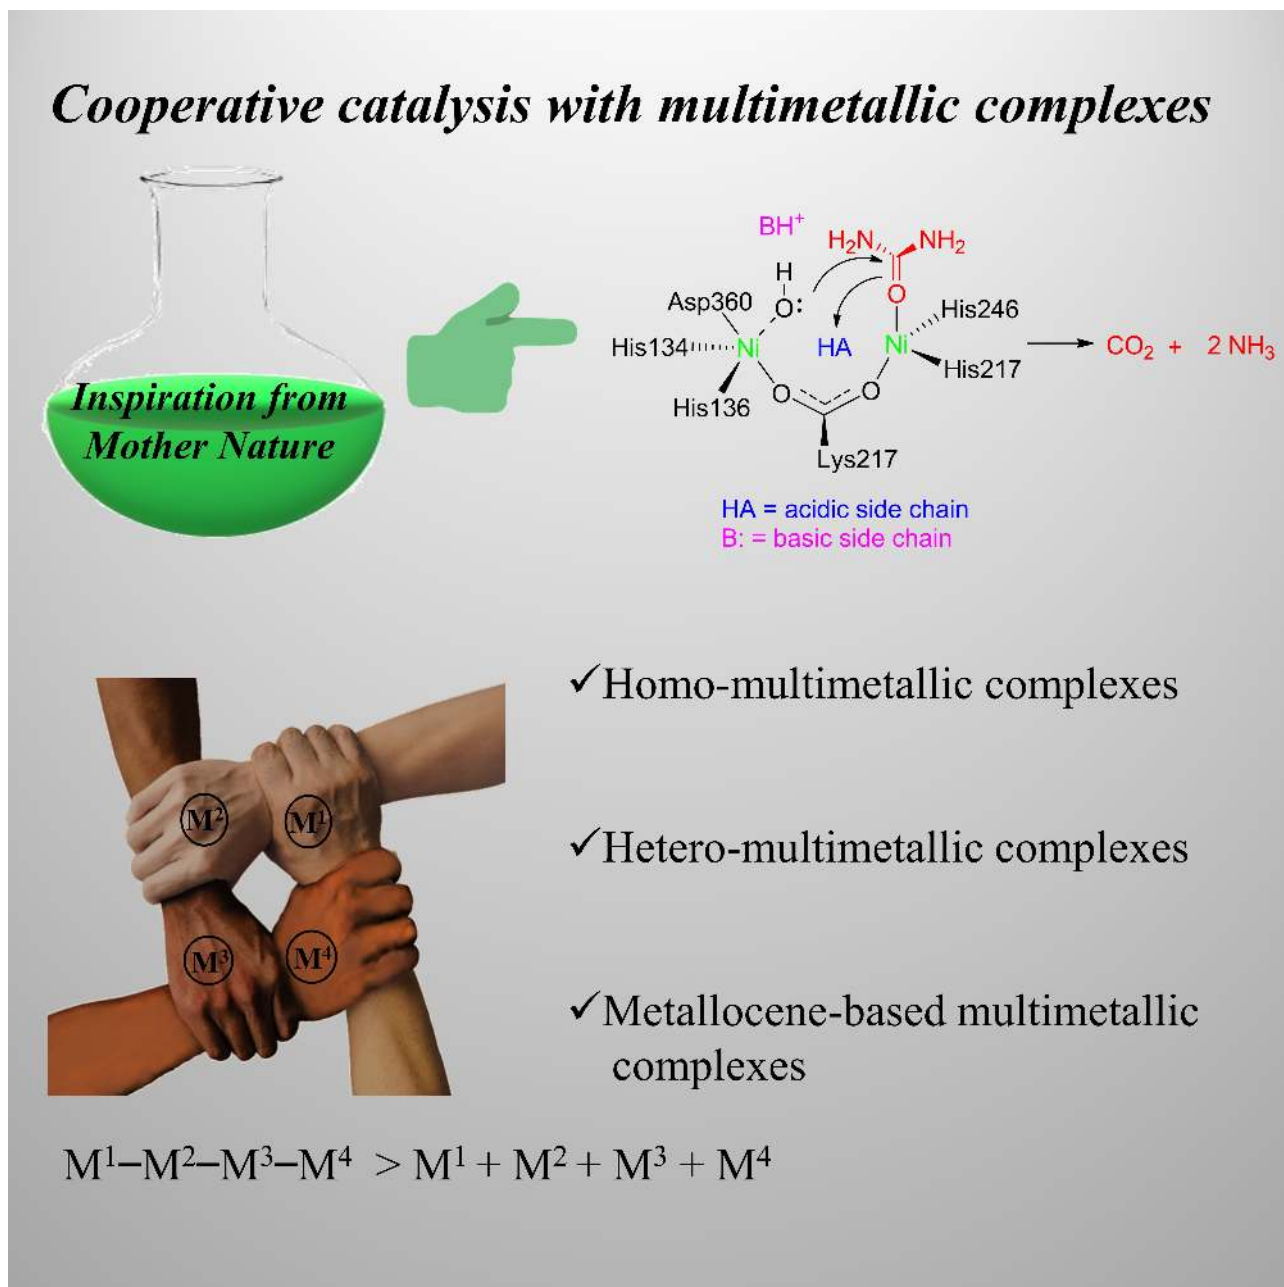 Cooperative catalysis with multimetallic complexes
Inspiration from
Mother Nature
BH⁺
H₂N NH₂
H
O:
O
Asp360
His246
His134 Ni HA Ni
His217
CO₂ + 2 NH₃
O O
His136
Lys217
HA = acidic side chain
B: = basic side chain
✓Homo-multimetallic complexes
✓Hetero-multimetallic complexes
✓Metallocene-based multimetallic
complexes
M² M¹
M³ M⁴
M¹–M²–M³–M⁴ > M¹ + M² + M³ + M⁴